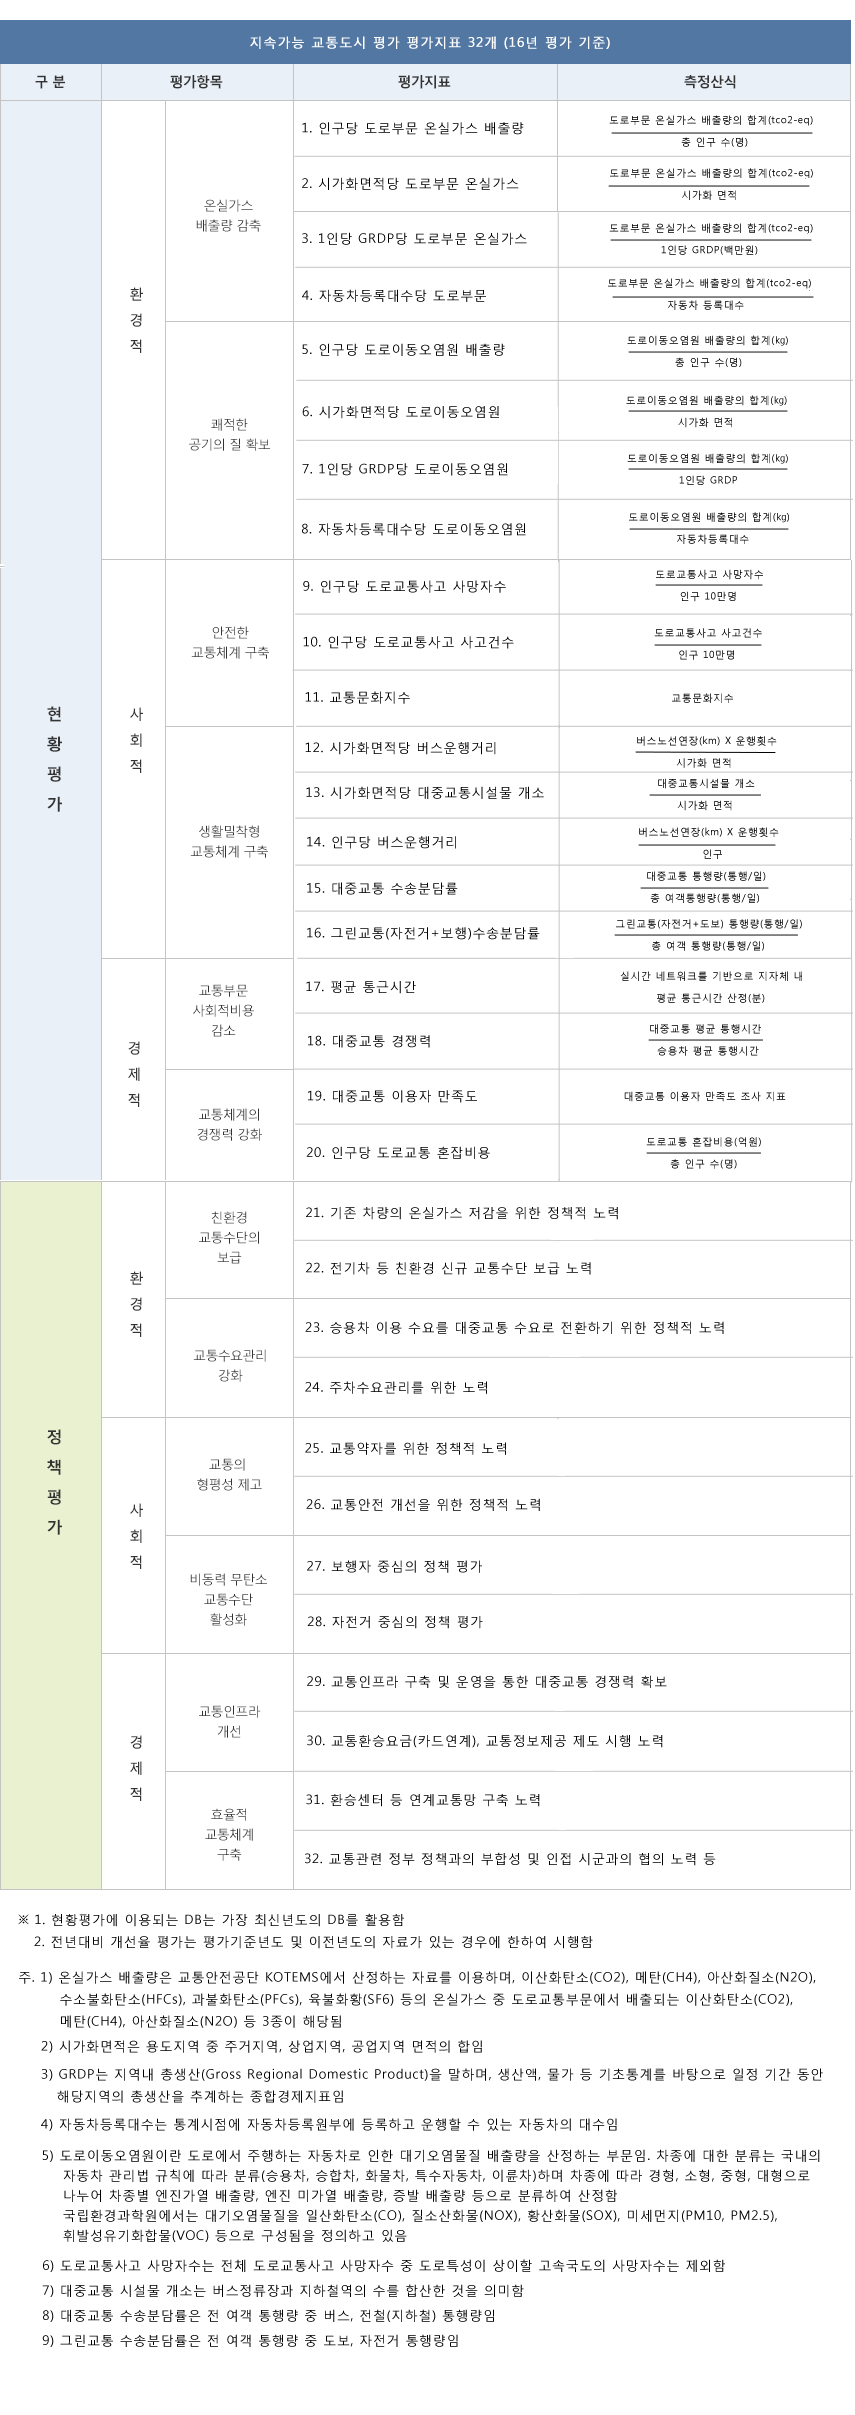 지속가능 교통도시 평가 평가지표 32개 (16년 평가 기준)
구 분
평가항목
평가지표
측정산식
현
황
평
가
환
경
적
온실가스
배출량 감축
1. 인구당 도로부문 온실가스 배출량
도로부문 온실가스 배출량의 합계(tco2-eq)
총 인구 수(명)
2. 시가화면적당 도로부문 온실가스
도로부문 온실가스 배출량의 합계(tco2-eq)
시가화 면적
3. 1인당 GRDP당 도로부문 온실가스
도로부문 온실가스 배출량의 합계(tco2-eq)
1인당 GRDP(백만원)
4. 자동차등록대수당 도로부문
도로부문 온실가스 배출량의 합계(tco2-eq)
자동차 등록대수
쾌적한
공기의 질 확보
5. 인구당 도로이동오염원 배출량
도로이동오염원 배출량의 합계(kg)
총 인구 수(명)
6. 시가화면적당 도로이동오염원
도로이동오염원 배출량의 합계(kg)
시가화 면적
7. 1인당 GRDP당 도로이동오염원
도로이동오염원 배출량의 합계(kg)
1인당 GRDP
8. 자동차등록대수당 도로이동오염원
도로이동오염원 배출량의 합계(kg)
자동차등록대수
사
회
적
안전한
교통체계 구축
9. 인구당 도로교통사고 사망자수
도로교통사고 사망자수
인구 10만명
10. 인구당 도로교통사고 사고건수
도로교통사고 사고건수
인구 10만명
11. 교통문화지수
교통문화지수
생활밀착형
교통체계 구축
12. 시가화면적당 버스운행거리
버스노선연장(km) X 운행횟수
시가화 면적
13. 시가화면적당 대중교통시설물 개소
대중교통시설물 개소
시가화 면적
14. 인구당 버스운행거리
버스노선연장(km) X 운행횟수
인구
15. 대중교통 수송분담률
대중교통 통행량(통행/일)
총 여객통행량(통행/일)
16. 그린교통(자전거+보행)수송분담률
그린교통(자전거+도보) 통행량(통행/일)
총 여객 통행량(통행/일)
경
제
적
교통부문
사회적비용
감소
17. 평균 통근시간
실시간 네트워크를 기반으로 지자체 내
평균 통근시간 산정(분)
18. 대중교통 경쟁력
대중교통 평균 통행시간
승용차 평균 통행시간
교통체계의
경쟁력 강화
19. 대중교통 이용자 만족도
대중교통 이용자 만족도 조사 지표
20. 인구당 도로교통 혼잡비용
도로교통 혼잡비용(억원)
총 인구 수(명)
정
책
평
가
환
경
적
친환경
교통수단의
보급
21. 기존 차량의 온실가스 저감을 위한 정책적 노력
22. 전기차 등 친환경 신규 교통수단 보급 노력
교통수요관리
강화
23. 승용차 이용 수요를 대중교통 수요로 전환하기 위한 정책적 노력
24. 주차수요관리를 위한 노력
사
회
적
교통의
형평성 제고
25. 교통약자를 위한 정책적 노력
26. 교통안전 개선을 위한 정책적 노력
비동력 무탄소
교통수단
활성화
27. 보행자 중심의 정책 평가
28. 자전거 중심의 정책 평가
경
제
적
교통인프라
개선
29. 교통인프라 구축 및 운영을 통한 대중교통 경쟁력 확보
30. 교통환승요금(카드연계), 교통정보제공 제도 시행 노력
효율적
교통체계
구축
31. 환승센터 등 연계교통망 구축 노력
32. 교통관련 정부 정책과의 부합성 및 인접 시군과의 협의 노력 등
※ 1. 현황평가에 이용되는 DB는 가장 최신년도의 DB를 활용함
2. 전년대비 개선율 평가는 평가기준년도 및 이전년도의 자료가 있는 경우에 한하여 시행함
주. 1) 온실가스 배출량은 교통안전공단 KOTEMS에서 산정하는 자료를 이용하며, 이산화탄소(CO2), 메탄(CH4), 아산화질소(N2O),
수소불화탄소(HFCs), 과불화탄소(PFCs), 육불화황(SF6) 등의 온실가스 중 도로교통부문에서 배출되는 이산화탄소(CO2),
메탄(CH4), 아산화질소(N2O) 등 3종이 해당됨
2) 시가화면적은 용도지역 중 주거지역, 상업지역, 공업지역 면적의 합임
3) GRDP는 지역내 총생산(Gross Regional Domestic Product)을 말하며, 생산액, 물가 등 기초통계를 바탕으로 일정 기간 동안
해당지역의 총생산을 추계하는 종합경제지표임
4) 자동차등록대수는 통계시점에 자동차등록원부에 등록하고 운행할 수 있는 자동차의 대수임
5) 도로이동오염원이란 도로에서 주행하는 자동차로 인한 대기오염물질 배출량을 산정하는 부문임. 차종에 대한 분류는 국내의
자동차 관리법 규칙에 따라 분류(승용차, 승합차, 화물차, 특수자동차, 이륜차)하며 차종에 따라 경형, 소형, 중형, 대형으로
나누어 차종별 엔진가열 배출량, 엔진 미가열 배출량, 증발 배출량 등으로 분류하여 산정함
국립환경과학원에서는 대기오염물질을 일산화탄소(CO), 질소산화물(NOX), 황산화물(SOX), 미세먼지(PM10, PM2.5),
휘발성유기화합물(VOC) 등으로 구성됨을 정의하고 있음
6) 도로교통사고 사망자수는 전체 도로교통사고 사망자수 중 도로특성이 상이할 고속국도의 사망자수는 제외함
7) 대중교통 시설물 개소는 버스정류장과 지하철역의 수를 합산한 것을 의미함
8) 대중교통 수송분담률은 전 여객 통행량 중 버스, 전철(지하철) 통행량임
9) 그린교통 수송분담률은 전 여객 통행량 중 도보, 자전거 통행량임